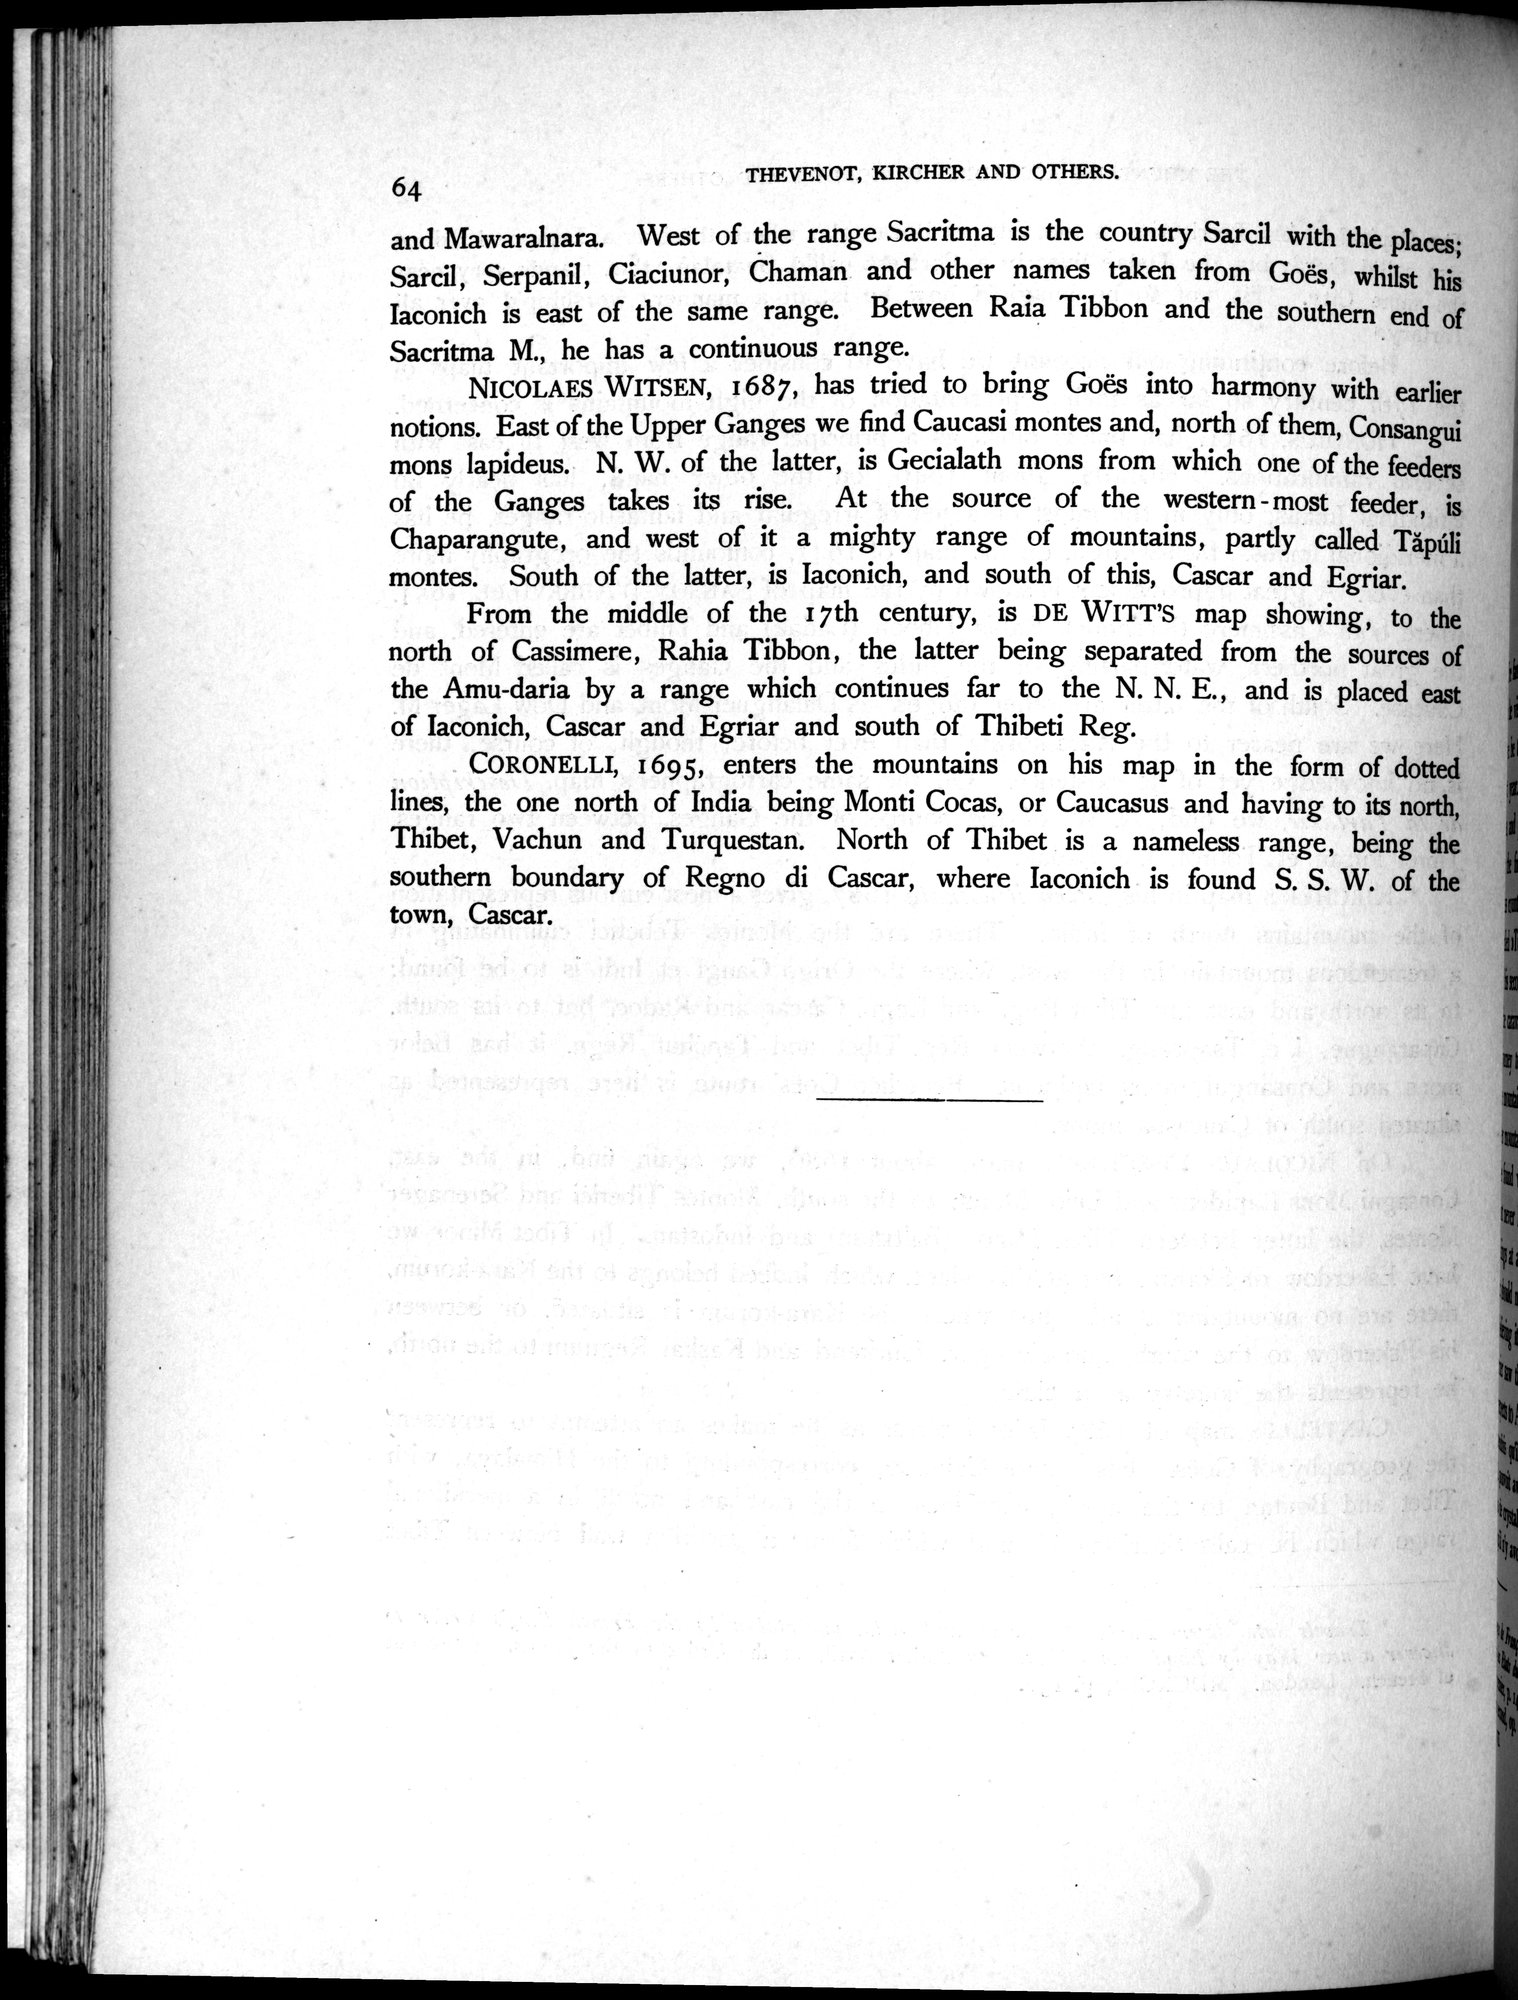 64
THEVENOT, KIRCHER AND OTHERS.
and Mawaralnara. West of the range Sacritma is the country Sarcil with the places;
Sarcil, Serpanil, Ciaciunor, Chaman and other names taken from Goës, whilst his
Iaconich is east of the same range. Between Raia Tibbon and the southern end of
Sacritma M., he has a continuous range.
NICOLAES WITSEN, 1687, has tried to bring Goës into harmony with earlier
notions. East of the Upper Ganges we find Caucasi montes and, north of them, Consangui
mons lapideus. N. W. of the latter, is Gecialath mons from which one of the feeders
of the Ganges takes its rise. At the source of the western-most feeder, is
Chaparangute, and west of it a mighty range of mountains, partly called Tăpúli
montes. South of the latter, is Iaconich, and south of this, Cascar and Egriar.
From the middle of the 17th century, is DE WITT'S map showing, to the
north of Cassimere, Rahia Tibbon, the latter being separated from the sources of
the Amu-daria by a range which continues far to the N. N. E., and is placed east
of Iaconich, Cascar and Egriar and south of Thibeti Reg.
CORONELLI, 1695, enters the mountains on his map in the form of dotted
lines, the one north of India being Monti Cocas, or Caucasus and having to its north,
Thibet, Vachun and Turquestan. North of Thibet is a nameless range, being the
southern boundary of Regno di Cascar, where Iaconich is found S. S. W. of the
town, Cascar.